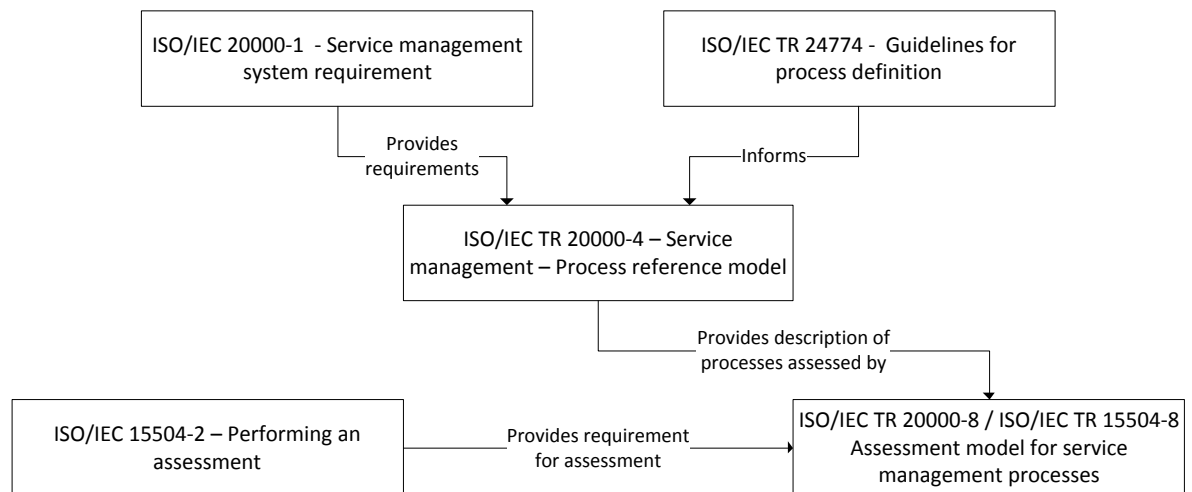 ISO/IEC 20000-1  - Service management
system requirement
ISO/IEC TR 24774 -  Guidelines for
process definition
Provides
requirements
Informs
ISO/IEC TR 20000-4 – Service
management – Process reference model
Provides description of
processes assessed by
ISO/IEC 15504-2 – Performing an
assessment
Provides requirement
for assessment
ISO/IEC TR 20000-8 / ISO/IEC TR 15504-8
Assessment model for service
management processes